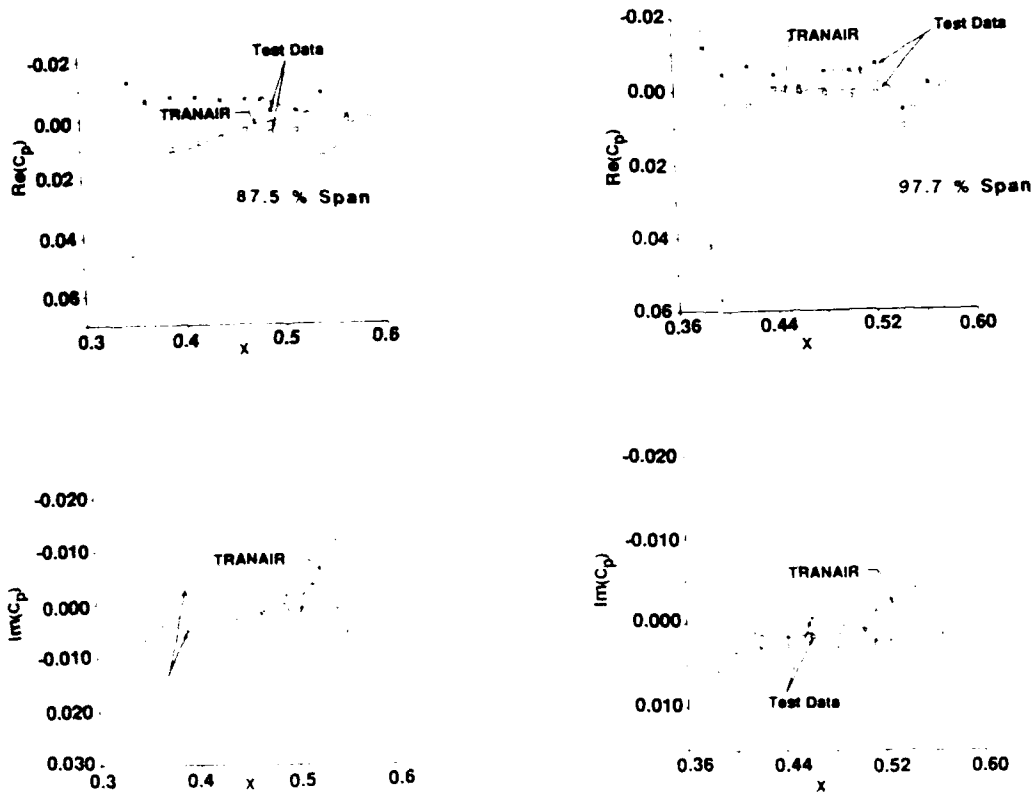 Test Data
-0.02
TRANAIR
0.00
0.02
87.5 % Span
0.04
0.06
Re(Cp)
0.3
0.4
0.5
0.6
X
-0.02
TRANAIR
Test Data
0.00
0.02
97.7 % Span
0.04
0.06
Re(Cp)
0.36
0.44
0.52
0.60
X
-0.020
-0.010
TRANAIR
0.000
-0.010
0.020
0.030
Im(Cp)
0.3
0.4
0.5
0.6
X
-0.020
-0.010
TRANAIR
0.000
0.010
Test Data
Im(Cp)
0.36
0.44
0.52
0.60
X